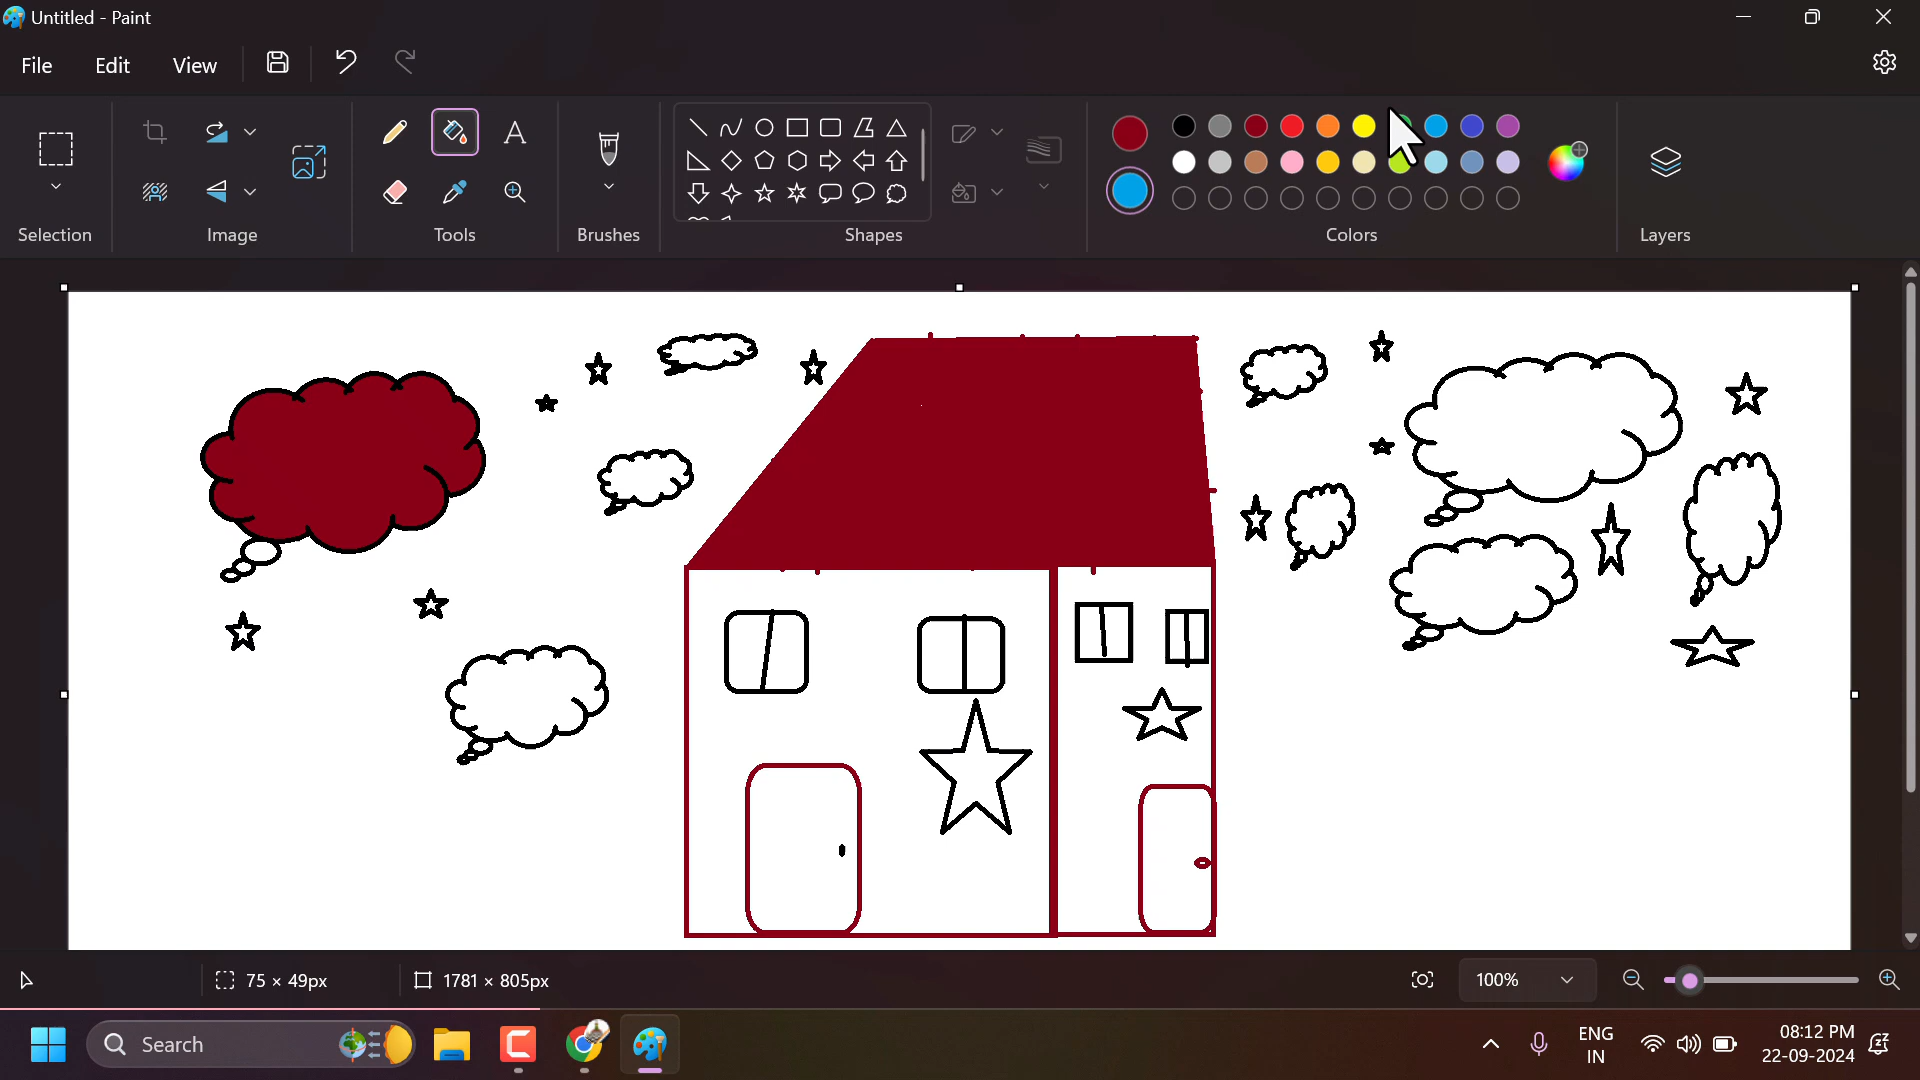 Untitled - Paint
File Edit View
Selection Image Tools Brushes Shapes Colors Layers
75 × 49px 1781 × 805px 100%
Search ENG 08:12 PM
IN 22-09-2024